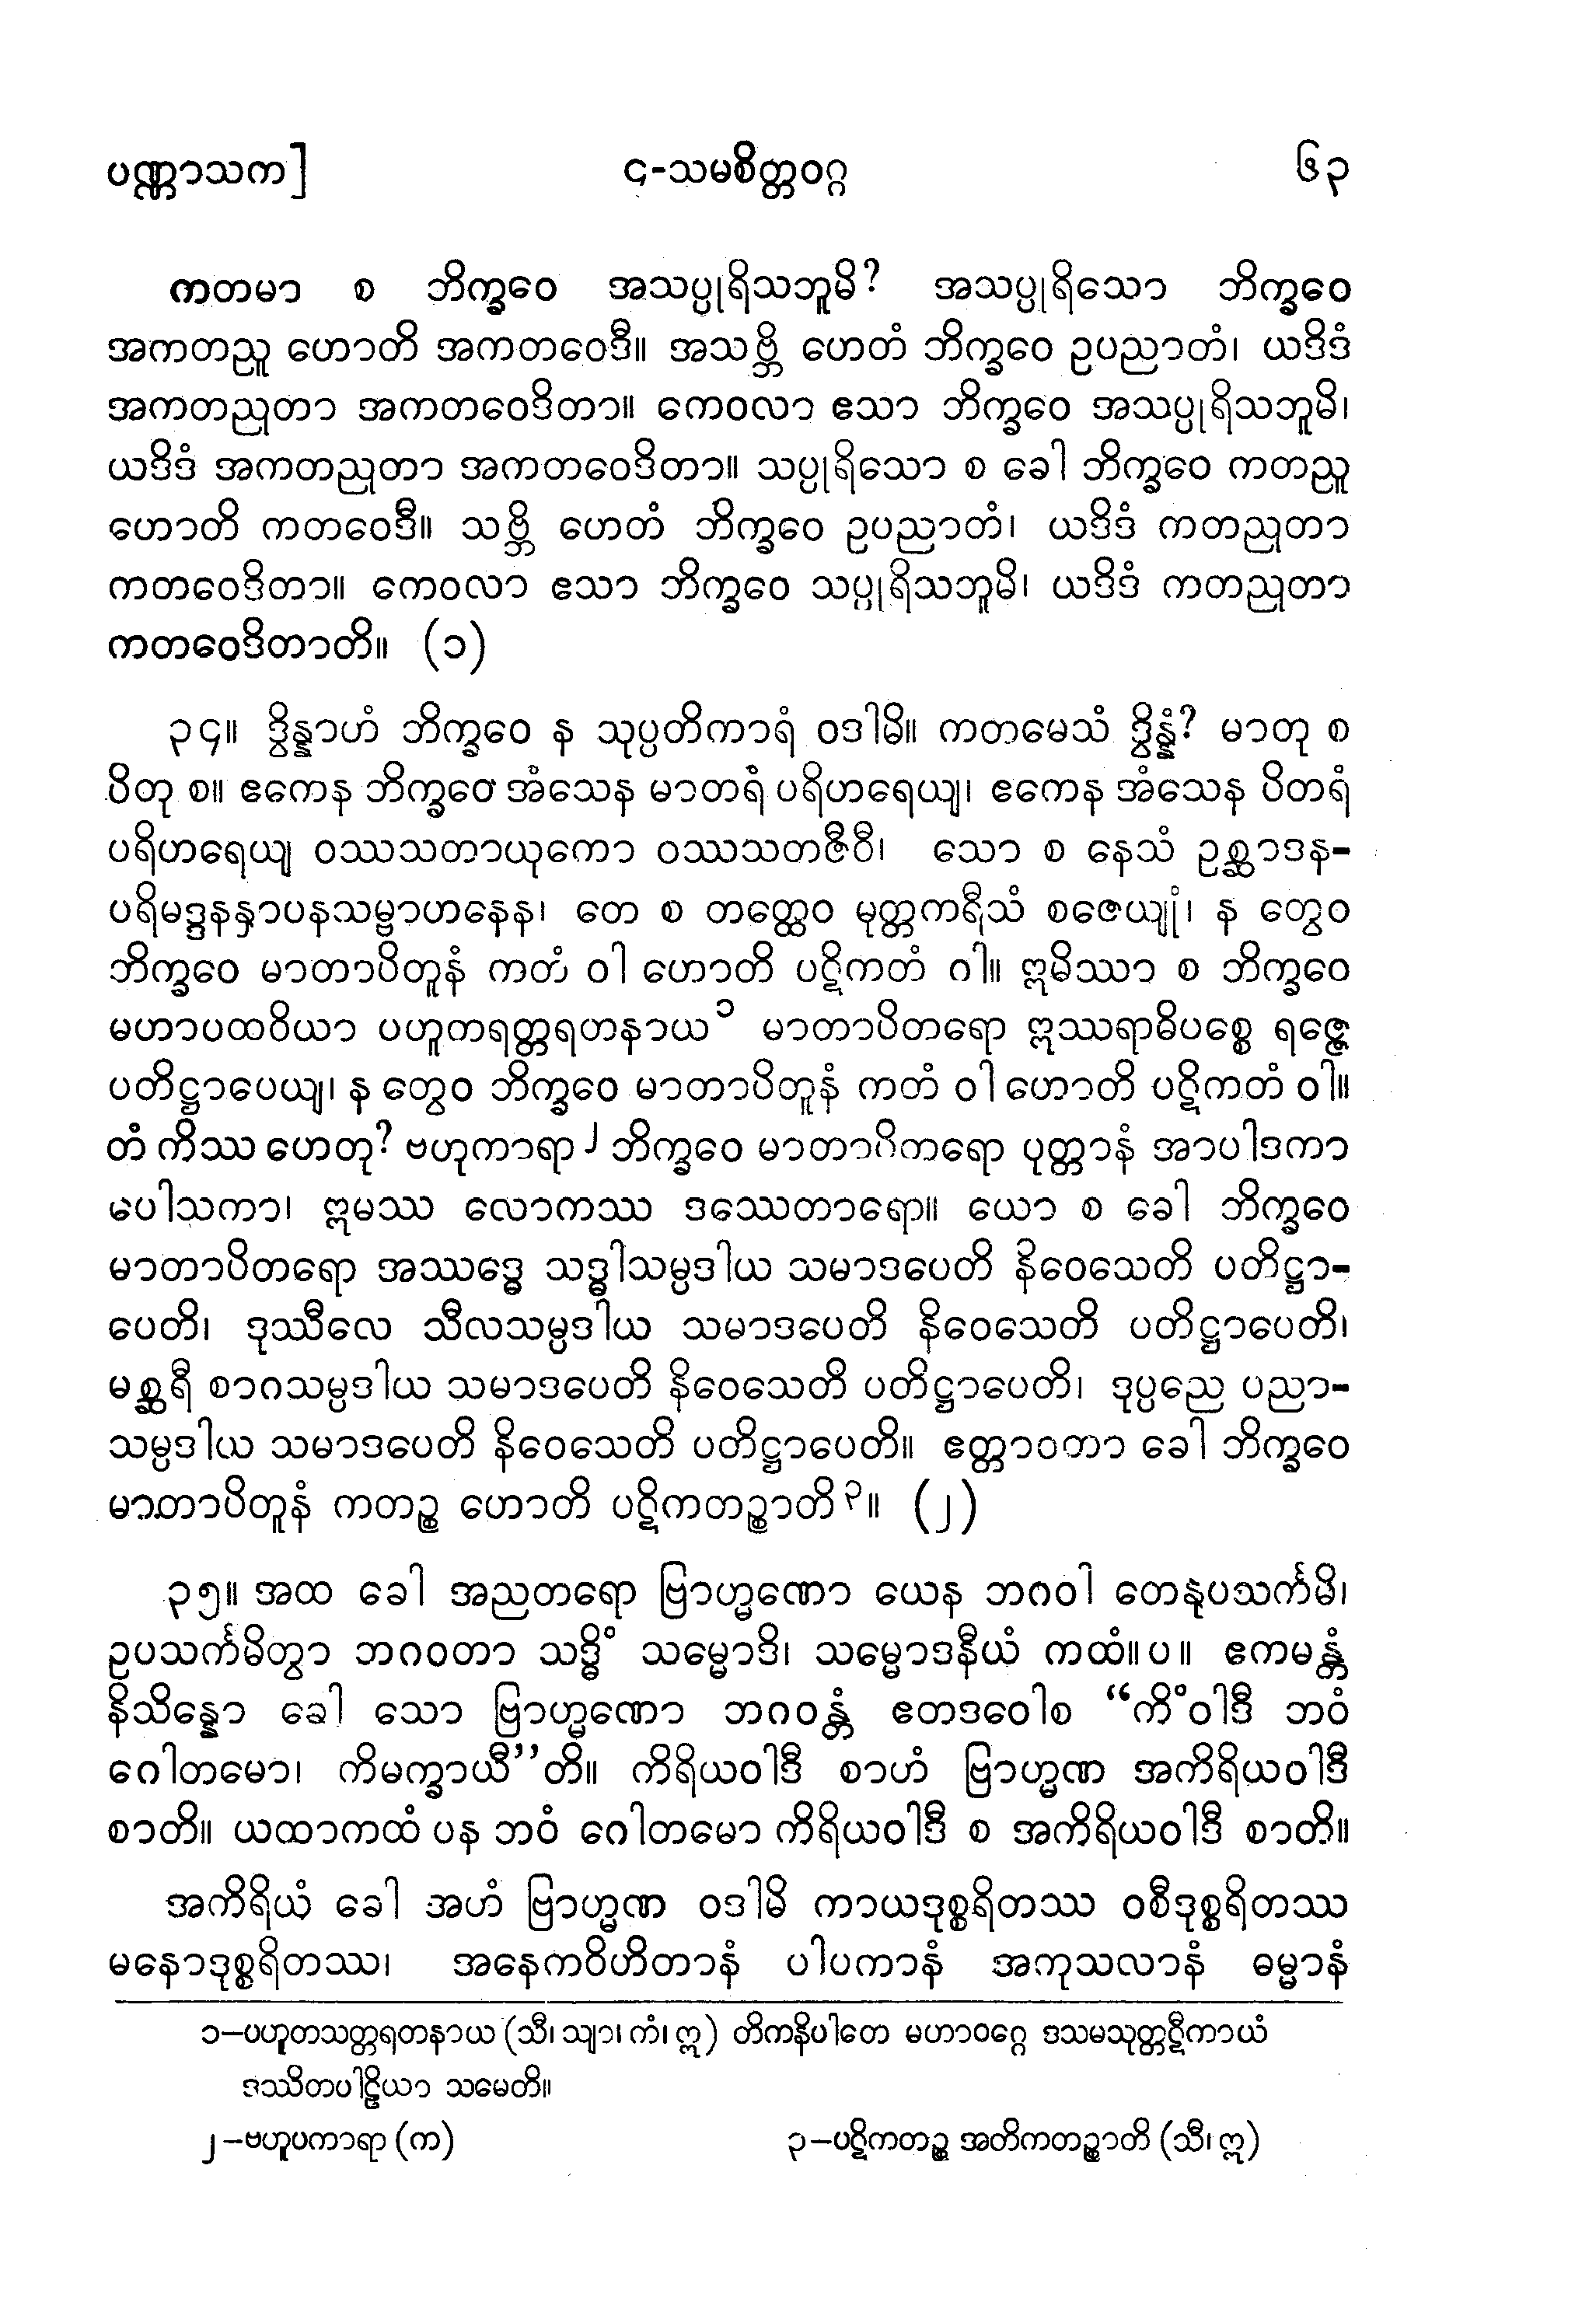 ပဏ္ဏာသက] ၄-သမစိတ္တဝဂ္ဂ ၆၃
ကတမာ စ ဘိက္ခဝေ အသပ္ပုရိသဘူမိ? အသပ္ပုရိသော ဘိက္ခဝေ
အကတညူ ဟောတိ အကတဝေဒီ။ အသဗ္ဘိ ဟေတံ ဘိက္ခဝေ ဥပညာတံ၊ ယဒိဒံ
အကတညုတာ အကတဝေဒိတာ။ ကေဝလာ ဧသာ ဘိက္ခဝေ အသပ္ပုရိသဘူမိ၊
ယဒိဒံ အကတညုတာ အကတဝေဒိတာ။ သပ္ပုရိသော စ ခေါ ဘိက္ခဝေ ကတညူ
ဟောတိ ကတဝေဒီ။ သဗ္ဘိ ဟေတံ ဘိက္ခဝေ ဥပညာတံ၊ ယဒိဒံ ကတညုတာ
ကတဝေဒိတာ။ ကေဝလာ ဧသာ ဘိက္ခဝေ သပ္ပုရိသဘူမိ၊ ယဒိဒံ ကတညုတာ
ကတဝေဒိတာတိ။ (၁)
၃၄။ ဒွိန္နာဟံ ဘိက္ခဝေ န သုပ္ပတိကာရံ ဝဒါမိ။ ကတမေသံ ဒွိန္နံ? မာတု စ
ပိတု စ။ ဧကေန ဘိက္ခဝေ အံသေန မာတရံ ပရိဟရေယျ၊ ဧကေန အံသေန ပိတရံ
ပရိဟရေယျ ဝဿသတာယုကော ဝဿသတဇီဝီ၊ သော စ နေသံ ဥစ္ဆာဒန-
ပရိမဒ္ဒနနှာပနသမ္ဗာဟနေန၊ တေ စ တတ္ထေဝ မုတ္တကရီသံ စဇေယျုံ၊ န တွေဝ
ဘိက္ခဝေ မာတာပိတူနံ ကတံ ဝါ ဟောတိ ပဋိကတံ ဝါ။ ဣမိဿာ စ ဘိက္ခဝေ
မဟာပထဝိယာ ပဟူတရတ္တရတနာယ ၁ မာတာပိတရော ဣဿရာဓိပစ္စေ ရဇ္ဇေ
ပတိဋ္ဌာပေယျ၊ န တွေဝ ဘိက္ခဝေ မာတာပိတူနံ ကတံ ဝါ ဟောတိ ပဋိကတံ ဝါ။
တံ ကိဿ ဟေတု? ဗဟုကာရာ ၂ ဘိက္ခဝေ မာတာပိတရော ပုတ္တာနံ အာပါဒကာ
ပေါသကာ၊ ဣမဿ လောကဿ ဒဿေတာရော။ ယော စ ခေါ ဘိက္ခဝေ
မာတာပိတရော အဿဒ္ဓေ သဒ္ဓါသမ္ပဒါယ သမာဒပေတိ နိဝေသေတိ ပတိဋ္ဌာ-
ပေတိ၊ ဒုဿီလေ သီလသမ္ပဒါယ သမာဒပေတိ နိဝေသေတိ ပတိဋ္ဌာပေတိ၊
မစ္ဆရီ စာဂသမ္ပဒါယ သမာဒပေတိ နိဝေသေတိ ပတိဋ္ဌာပေတိ၊ ဒုပ္ပညေ ပညာ-
သမ္ပဒါယ သမာဒပေတိ နိဝေသေတိ ပတိဋ္ဌာပေတိ။ ဧတ္တာဝတာ ခေါ ဘိက္ခဝေ
မာတာပိတူနံ ကတဉ္စ ဟောတိ ပဋိကတဉ္စာတိ ၃။ (၂)
၃၅။ အထ ခေါ အညတရော ဗြာဟ္မဏော ယေန ဘဂဝါ တေနုပသင်္ကမိ၊
ဥပသင်္ကမိတွာ ဘဂဝတာ သဒ္ဓိံ သမ္မောဒိ၊ သမ္မောဒနီယံ ကထံ။ပ။ ဧကမန္တံ
နိသိန္နော ခေါ သော ဗြာဟ္မဏော ဘဂဝန္တံ ဧတဒဝေါစ “ကိံဝါဒီ ဘဝံ
ဂေါတမော၊ ကိမက္ခာယီ”တိ။ ကိရိယဝါဒီ စာဟံ ဗြာဟ္မဏ အကိရိယဝါဒီ
စာတိ။ ယထာကထံ ပန ဘဝံ ဂေါတမော ကိရိယဝါဒီ စ အကိရိယဝါဒီ စာတိ။
အကိရိယံ ခေါ အဟံ ဗြာဟ္မဏ ဝဒါမိ ကာယဒုစ္စရိတဿ ဝစီဒုစ္စရိတဿ
မနောဒုစ္စရိတဿ၊ အနေကဝိဟိတာနံ ပါပကာနံ အကုသလာနံ ဓမ္မာနံ
၁–ပဟူတသတ္တရတနာယ (သီ၊ သျာ၊ ကံ၊ ဣ) တိကနိပါတေ မဟာဝဂ္ဂေ ဒသမသုတ္တဋီကာယံ
ဒဿိတပါဠိယာ သမေတိ။
၂–ဗဟူပကာရာ (က) ၃–ပဋိကတဉ္စ အတိကတဉ္စာတိ (သီ၊ ဣ)